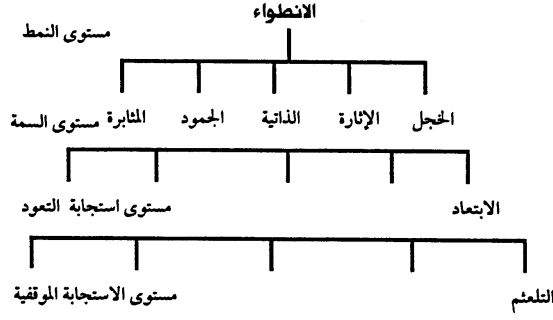 الانطواء
مستوى النمط
الخجل الإثارة الذاتية الجمود المثابرة مستوى السمة
الابتعاد مستوى استجابة التعود
التلعثم مستوى الاستجابة الموقفية